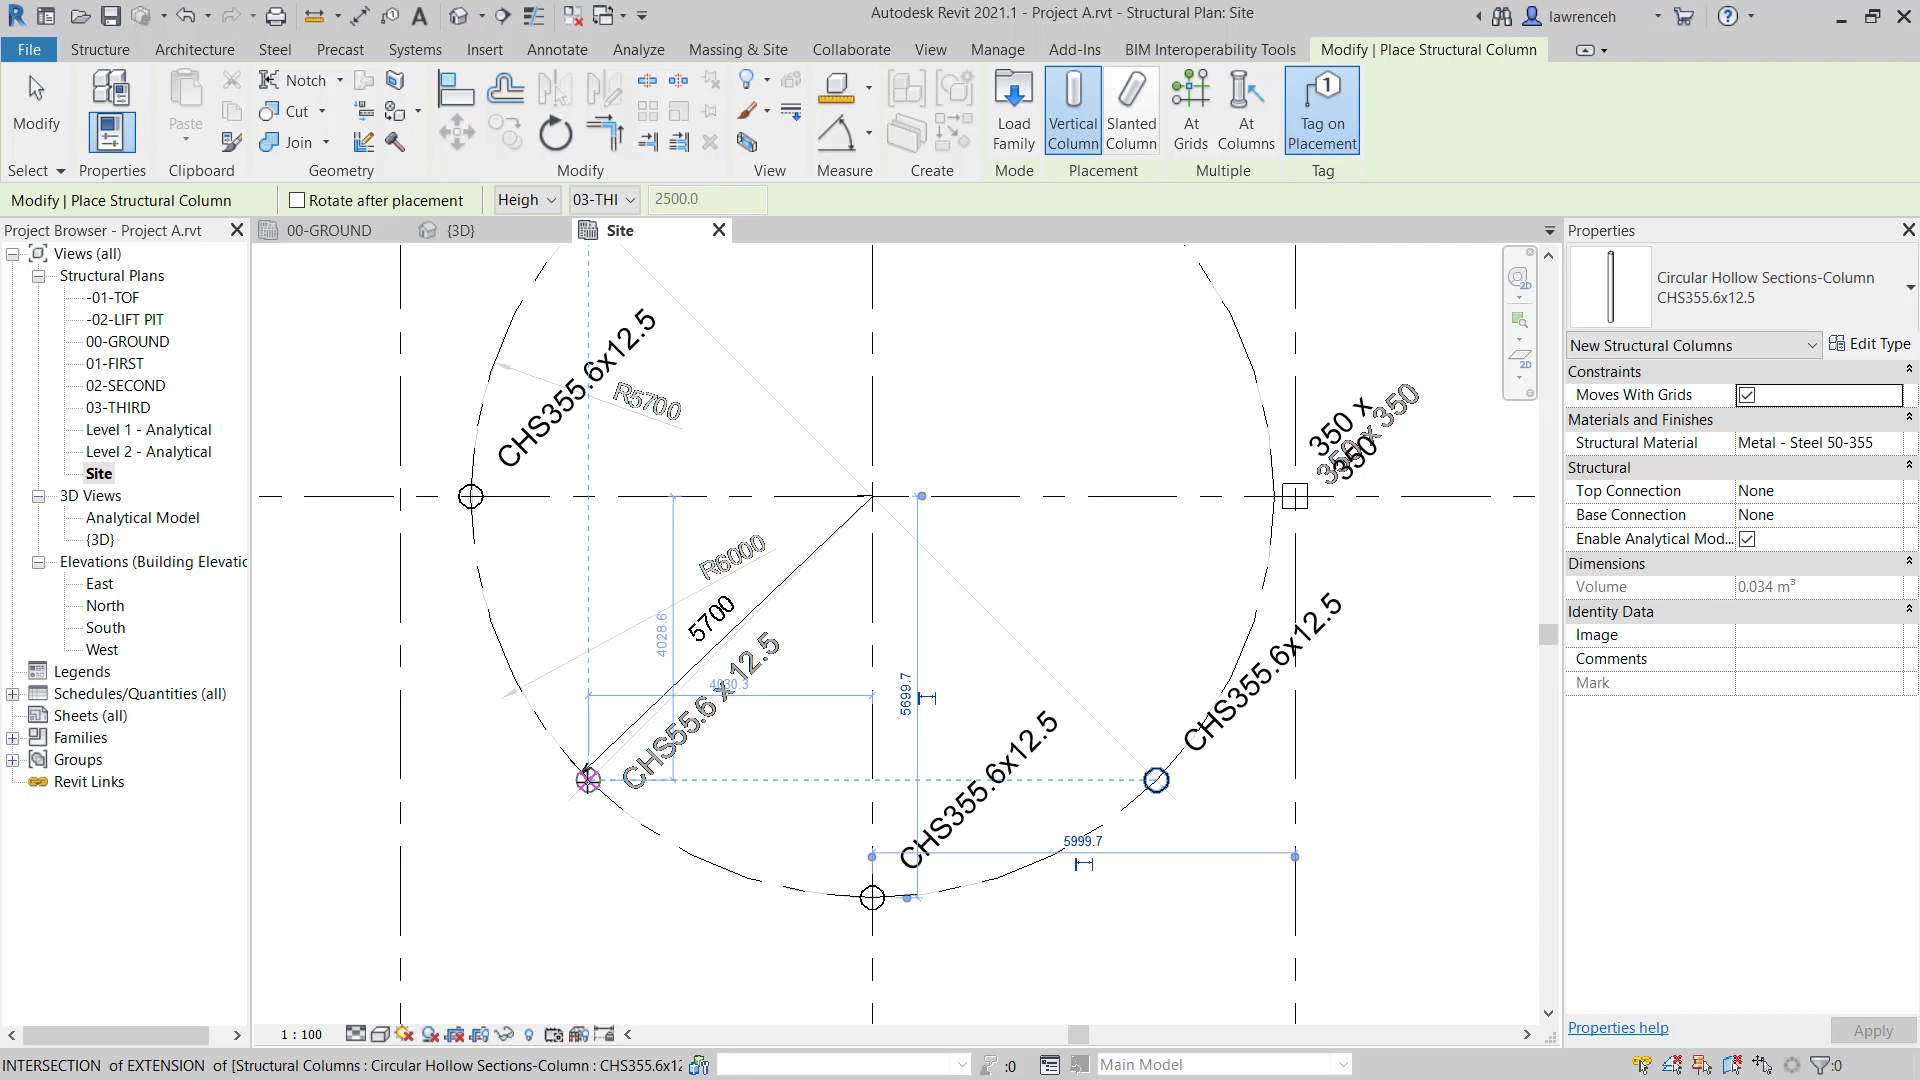 Autodesk Revit 2021.1 - Project A.rvt - Structural Plan: Site
lawrenceh
File
Structure
Architecture
Steel
Precast
Systems
Insert
Annotate
Analyze
Massing & Site
Collaborate
View
Manage
Add-Ins
BIM Interoperability Tools
Modify | Place Structural Column
Modify
Paste
Notch
Cut
Join
Load
Family
Vertical
Column
Slanted
Column
At
Grids
At
Columns
Tag on
Placement
Select
Properties
Clipboard
Geometry
Modify
View
Measure
Create
Mode
Placement
Multiple
Tag
Modify | Place Structural Column
Rotate after placement
Heigh
03-THI
2500.0
Project Browser - Project A.rvt
Views (all)
Structural Plans
-01-TOF
-02-LIFT PIT
00-GROUND
01-FIRST
02-SECOND
03-THIRD
Level 1 - Analytical
Level 2 - Analytical
Site
3D Views
Analytical Model
{3D}
Elevations (Building Elevatic
East
North
South
West
Legends
Schedules/Quantities (all)
Sheets (all)
Families
Groups
Revit Links
00-GROUND
{3D}
Site
CHS355.6x12.5
R5700
350 x
350
350 x 350
R6000
5700
4028.6
4030.3
CHS355.6 x 12.5
5699.7
CHS355.6x12.5
CHS355.6x12.5
5999.7
2D
2D
Properties
Circular Hollow Sections-Column
CHS355.6x12.5
New Structural Columns
Edit Type
Constraints
Moves With Grids
Materials and Finishes
Structural Material
Metal - Steel 50-355
Structural
Top Connection
None
Base Connection
None
Enable Analytical Mod...
Dimensions
Volume
0.034 m³
Identity Data
Image
Comments
Mark
Properties help
Apply
1 : 100
INTERSECTION of EXTENSION of [Structural Columns : Circular Hollow Sections-Column : CHS355.6x12
:0
Main Model
:0